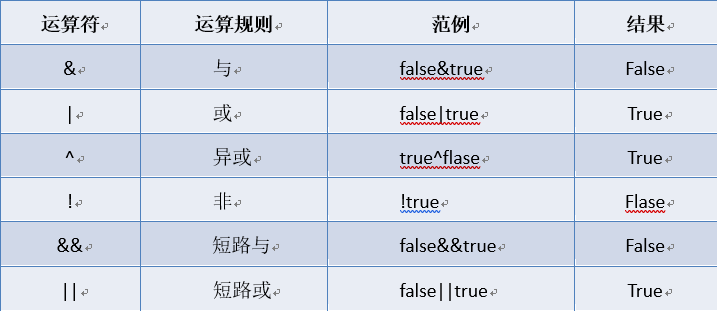 运算符 运算规则 范例 结果
& 与 false&true False
| 或 false|true True
^ 异或 true^flase True
! 非 !true Flase
&& 短路与 false&&true False
|| 短路或 false||true True